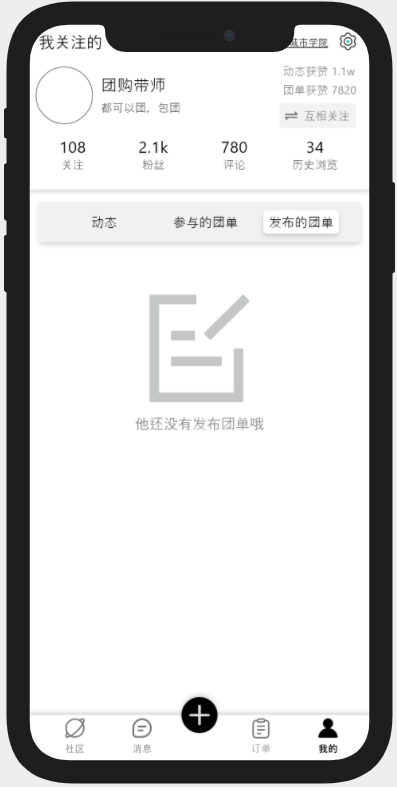 我关注的
城市学院
动态获赞 1.1w
团购带师
团单获赞 7820
都可以团，包团
互相关注
108 2.1k 780 34
关注 粉丝 评论 历史浏览
动态 参与的团单 发布的团单
他还没有发布团单哦
社区 消息 订单 我的